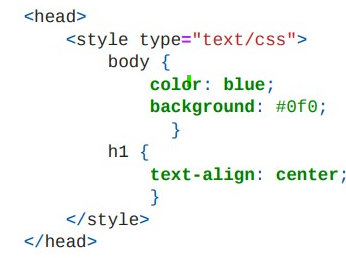 <head>
<style type="text/css">
body {
color: blue;
background: #0f0;
}
h1 {
text-align: center;
}
</style>
</head>